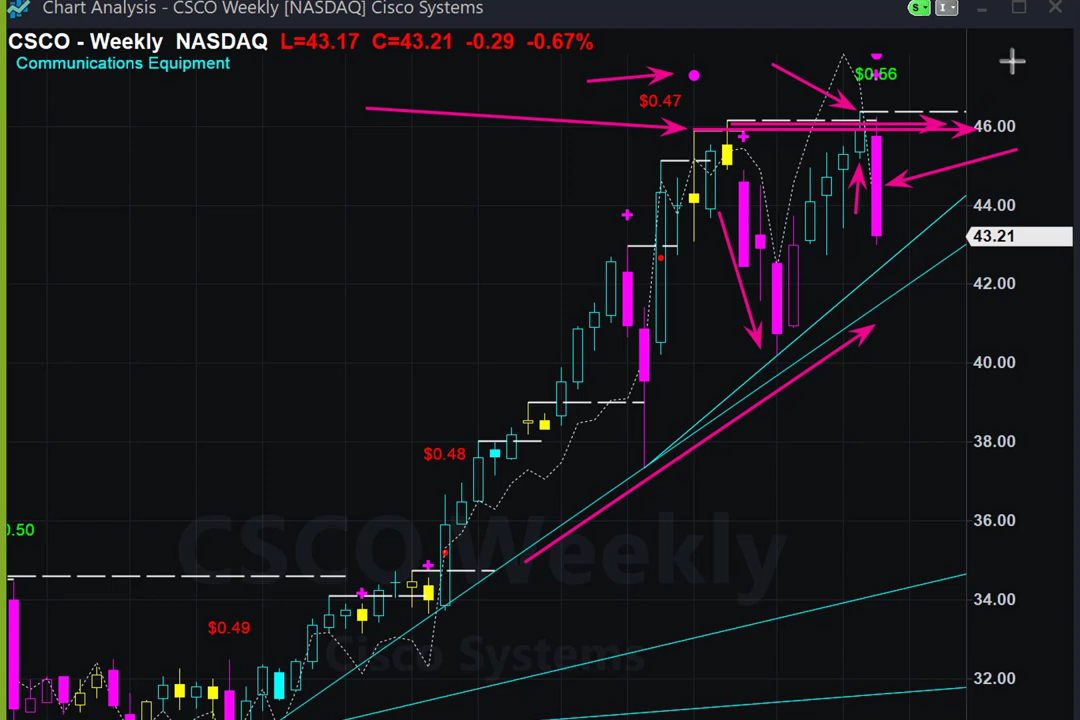 Chart Analysis - CSCO Weekly [NASDAQ] Cisco Systems
S
I
CSCO - Weekly NASDAQ L=43.17 C=43.21 -0.29 -0.67%
Communications Equipment
$0.56
$0.47
46.00
44.00
43.21
42.00
40.00
38.00
$0.48
36.00
0.50
CSCO Weekly
34.00
$0.49
Cisco Systems
32.00